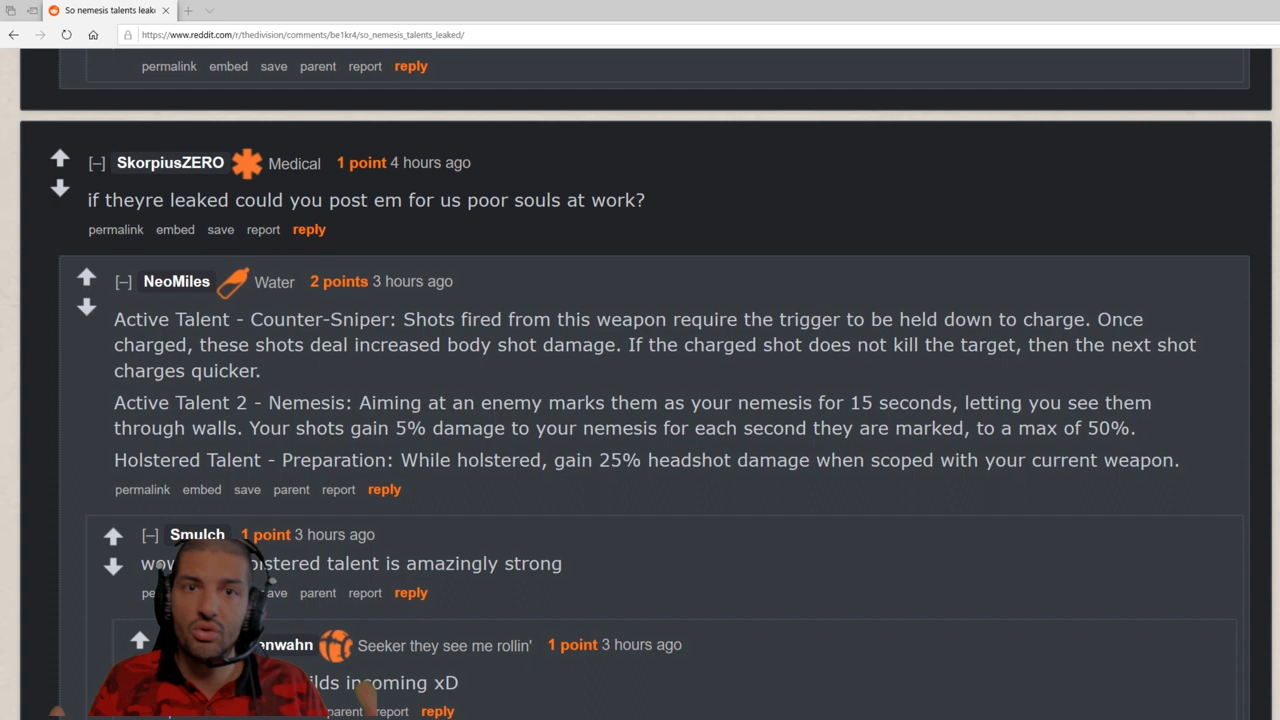 So nemesis talents leak
https://www.reddit.com/r/thedivision/comments/be1kr4/so_nemesis_talents_leaked/
permalink embed save parent report reply
[–] SkorpiusZERO Medical 1 point 4 hours ago
if theyre leaked could you post em for us poor souls at work?
permalink embed save report reply
[–] NeoMiles Water 2 points 3 hours ago
Active Talent - Counter-Sniper: Shots fired from this weapon require the trigger to be held down to charge. Once
charged, these shots deal increased body shot damage. If the charged shot does not kill the target, then the next shot
charges quicker.
Active Talent 2 - Nemesis: Aiming at an enemy marks them as your nemesis for 15 seconds, letting you see them
through walls. Your shots gain 5% damage to your nemesis for each second they are marked, to a max of 50%.
Holstered Talent - Preparation: While holstered, gain 25% headshot damage when scoped with your current weapon.
permalink embed save parent report reply
[–] Smulch 1 point 3 hours ago
talent is amazingly strong
parent report reply
Seeker they see me rollin' 1 point 3 hours ago
incoming xD
parent report reply